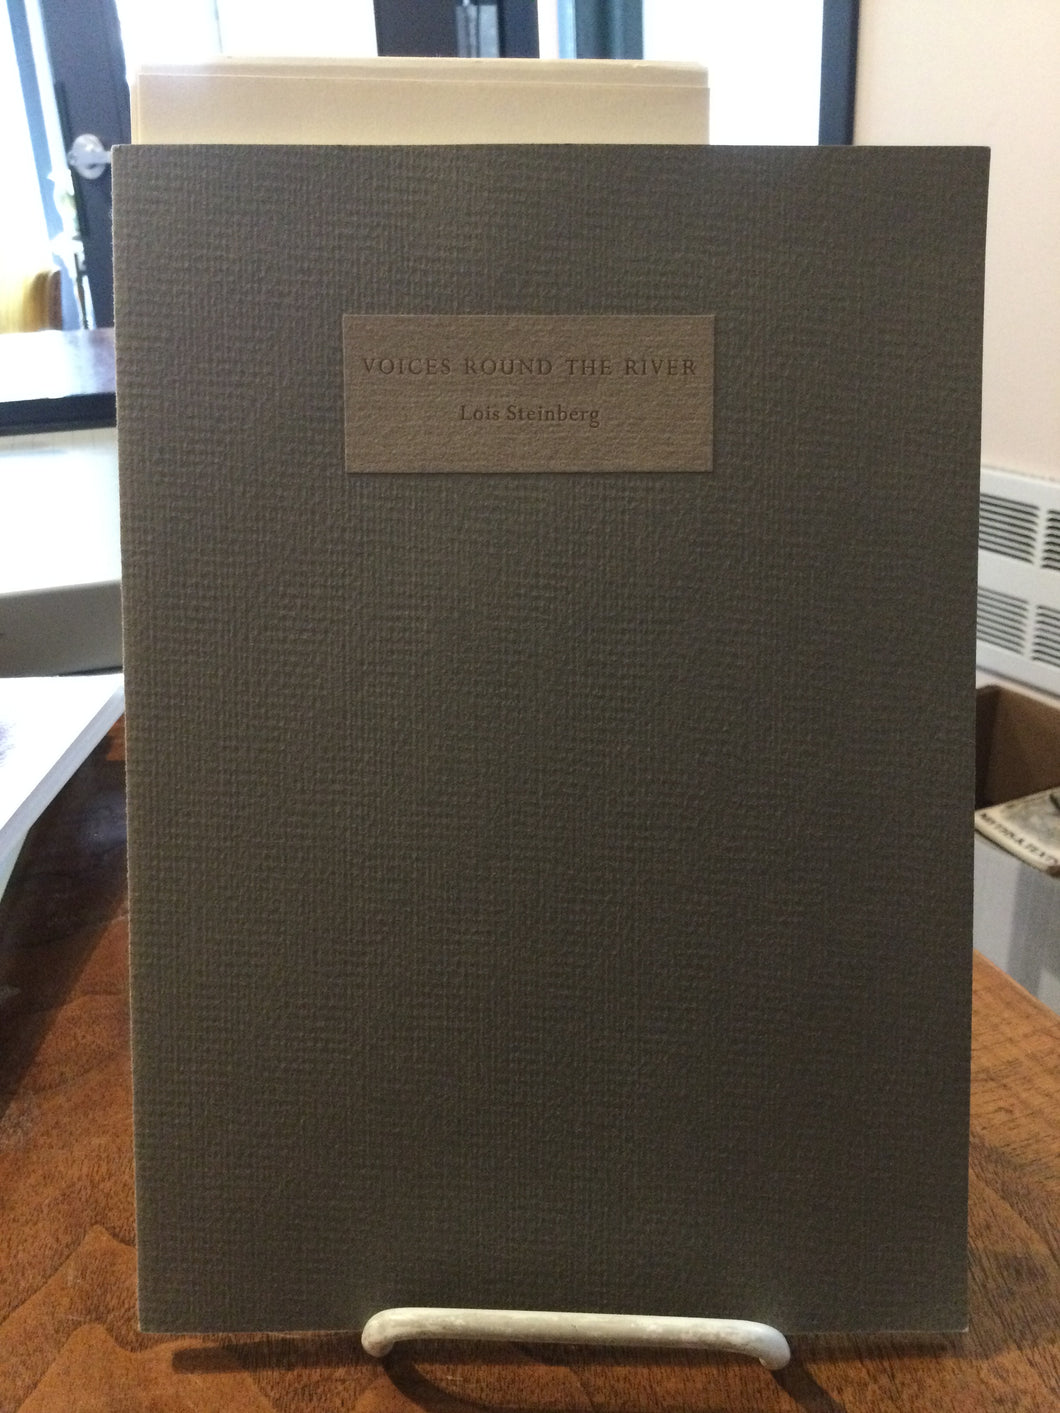 VOICES ROUND THE RIVER
Lois Steinberg